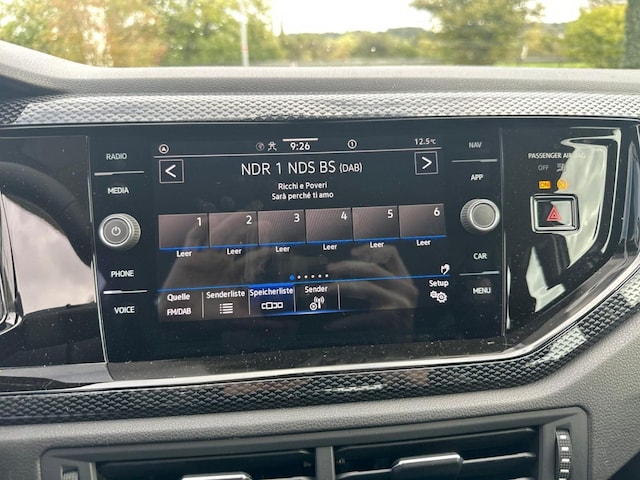 RADIO
MEDIA
PHONE
VOICE
9:26
12.5°C
NDR 1 NDS BS (DAB)
Ricchi e Poveri
Sarà perché ti amo
1 2 3 4 5 6
Leer Leer Leer Leer Leer Leer
Quelle
FM/DAB
Senderliste
Speicherliste
Sender
Setup
NAV
APP
CAR
MENU
PASSENGER AIRBAG
OFF
ON